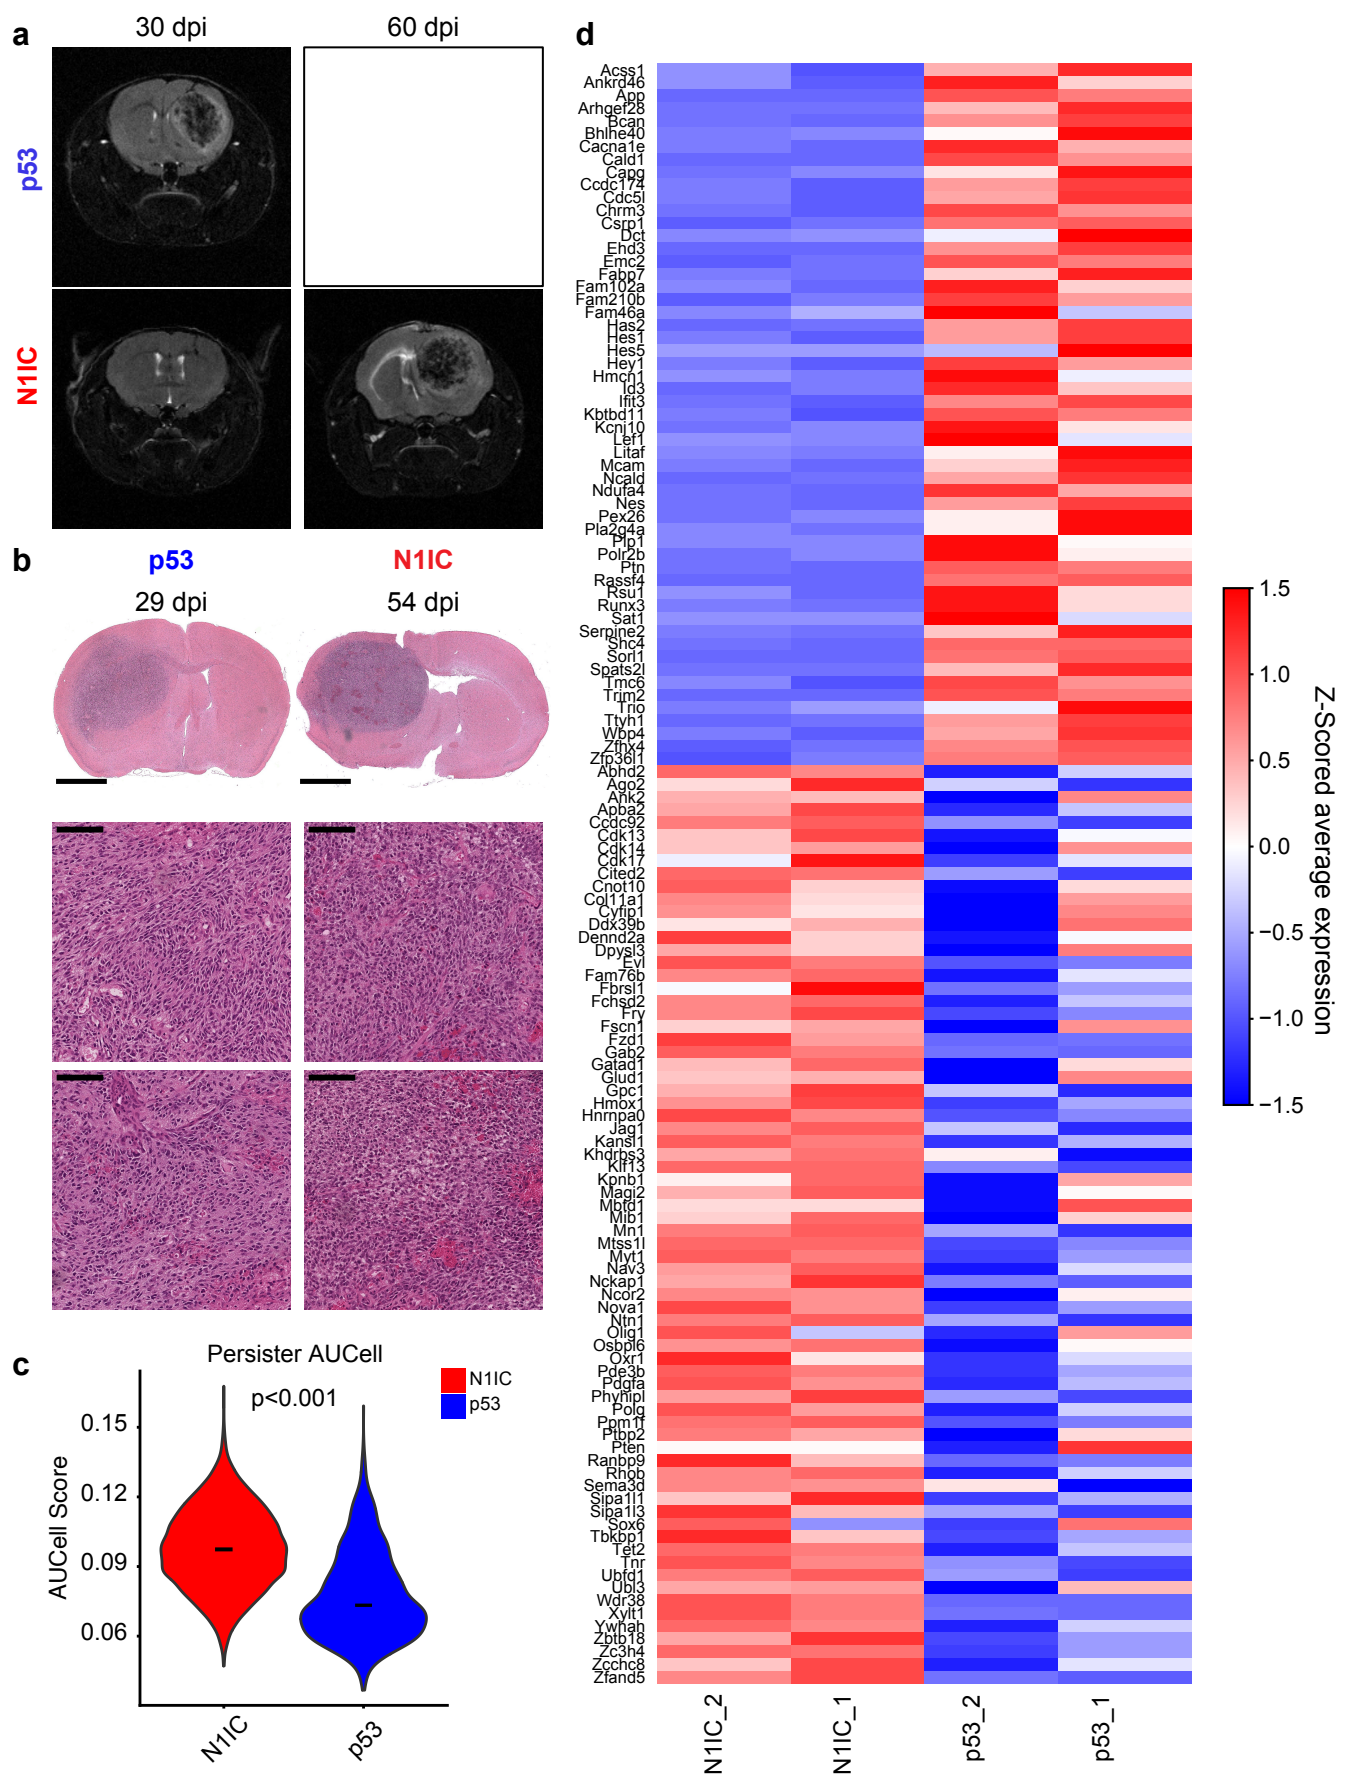 a
30 dpi
60 dpi
p53
N1IC
b
p53
N1IC
29 dpi
54 dpi
c
Persister AUCell
p<0.001
N1IC
p53
AUCell Score
0.15
0.12
0.09
0.06
N1IC
p53
d
Acss1
Ankrd46
App
Arhgef28
Bcan
Bhlhe40
Cacna1e
Cald1
Capg
Ccdc174
Cdc5l
Chrm3
Csrp1
Dct
Ehd3
Emc2
Fabp7
Fam102a
Fam210b
Fam46a
Has2
Hes1
Hes5
Hey1
Hmcn1
Id3
Ifit3
Kbtbd11
Kcnj10
Lef1
Litaf
Mcam
Ncald
Ndufa4
Nes
Pex26
Pla2g4a
Plp1
Polr2b
Ptn
Rassf4
Rsu1
Runx3
Sat1
Serpine2
Shc4
Sorl1
Spats2l
Tmc6
Trim2
Trio
Ttyh1
Wbp4
Zfhx4
Zfp36l1
Abhd2
Ago2
Ank2
Apba2
Ccdc92
Cdk13
Cdk14
Cdk17
Cited2
Cnot10
Col11a1
Cyfip1
Ddx39b
Dennd2a
Dpysl3
Evl
Fam76b
Fbrsl1
Fchsd2
Fry
Fscn1
Fzd1
Gab2
Gatad1
Glud1
Gpc1
Hmox1
Hnrnpa0
Jag1
Kansl1
Khdrbs3
Klf13
Kpnb1
Magi2
Mbtd1
Mib1
Mn1
Mtss1l
Myt1
Nav3
Nckap1
Ncor2
Nova1
Ntn1
Olig1
Osbpl6
Oxr1
Pde3b
Pdgfa
Phyhipl
Polg
Ppm1f
Ptbp2
Pten
Ranbp9
Rhob
Sema3d
Sipa1l1
Sipa1l3
Sox6
Tbkbp1
Tet2
Tnr
Ubfd1
Ubl3
Wdr38
Xylt1
Ywhah
Zbtb18
Zc3h4
Zcchc8
Zfand5
N1IC_2
N1IC_1
p53_2
p53_1
1.5
1.0
0.5
0.0
−0.5
−1.0
−1.5
Z-Scored average expression